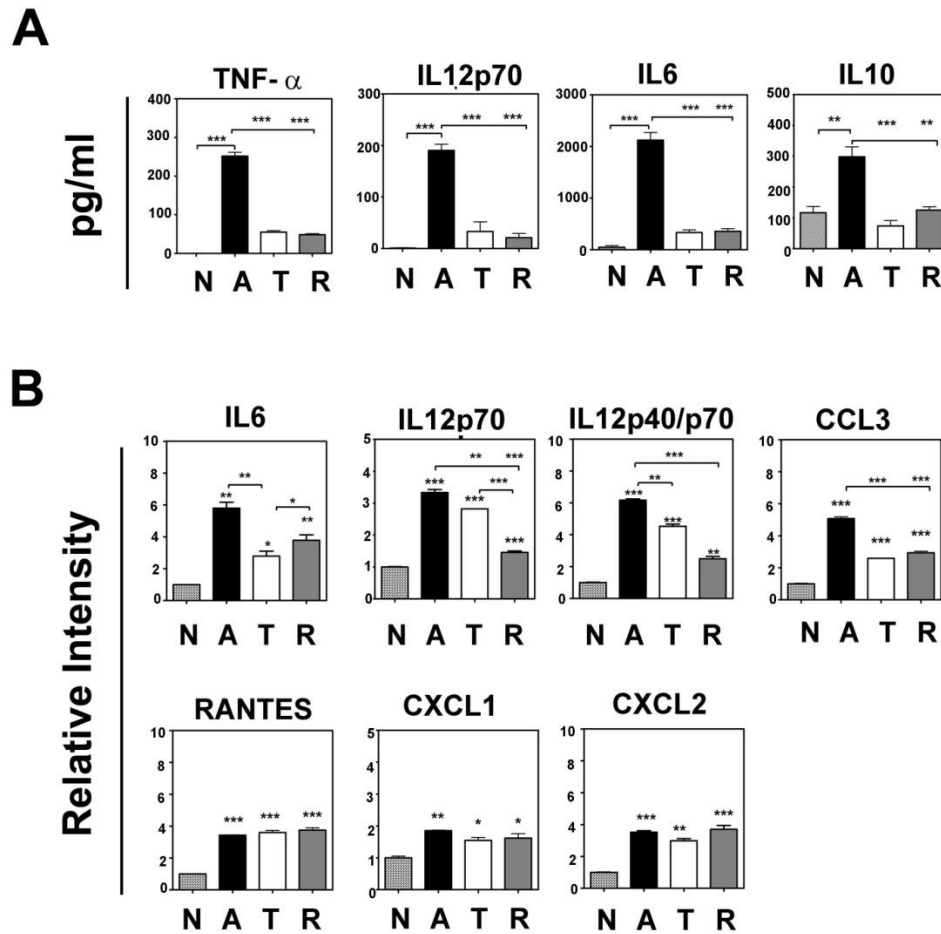 A
TNF- α
IL12p70
IL6
IL10
pg/ml
400
300
200
100
0
*** *** ***
N A T R
300
200
100
0
*** *** ***
N A T R
3000
2000
1000
0
*** *** ***
N A T R
500
400
300
200
100
0
** *** **
N A T R
B
IL6
IL12p70
IL12p40/p70
CCL3
Relative Intensity
10
8
6
4
2
0
** *
** * **
N A T R
5
4
3
2
1
0
** ***
***
*** *** ***
N A T R
10
8
6
4
2
0
***
**
*** *** **
N A T R
10
8
6
4
2
0
*** ***
*** *** ***
N A T R
RANTES
CXCL1
CXCL2
10
8
6
4
2
0
*** *** ***
N A T R
5
4
3
2
1
0
** * *
N A T R
10
8
6
4
2
0
*** ** ***
N A T R